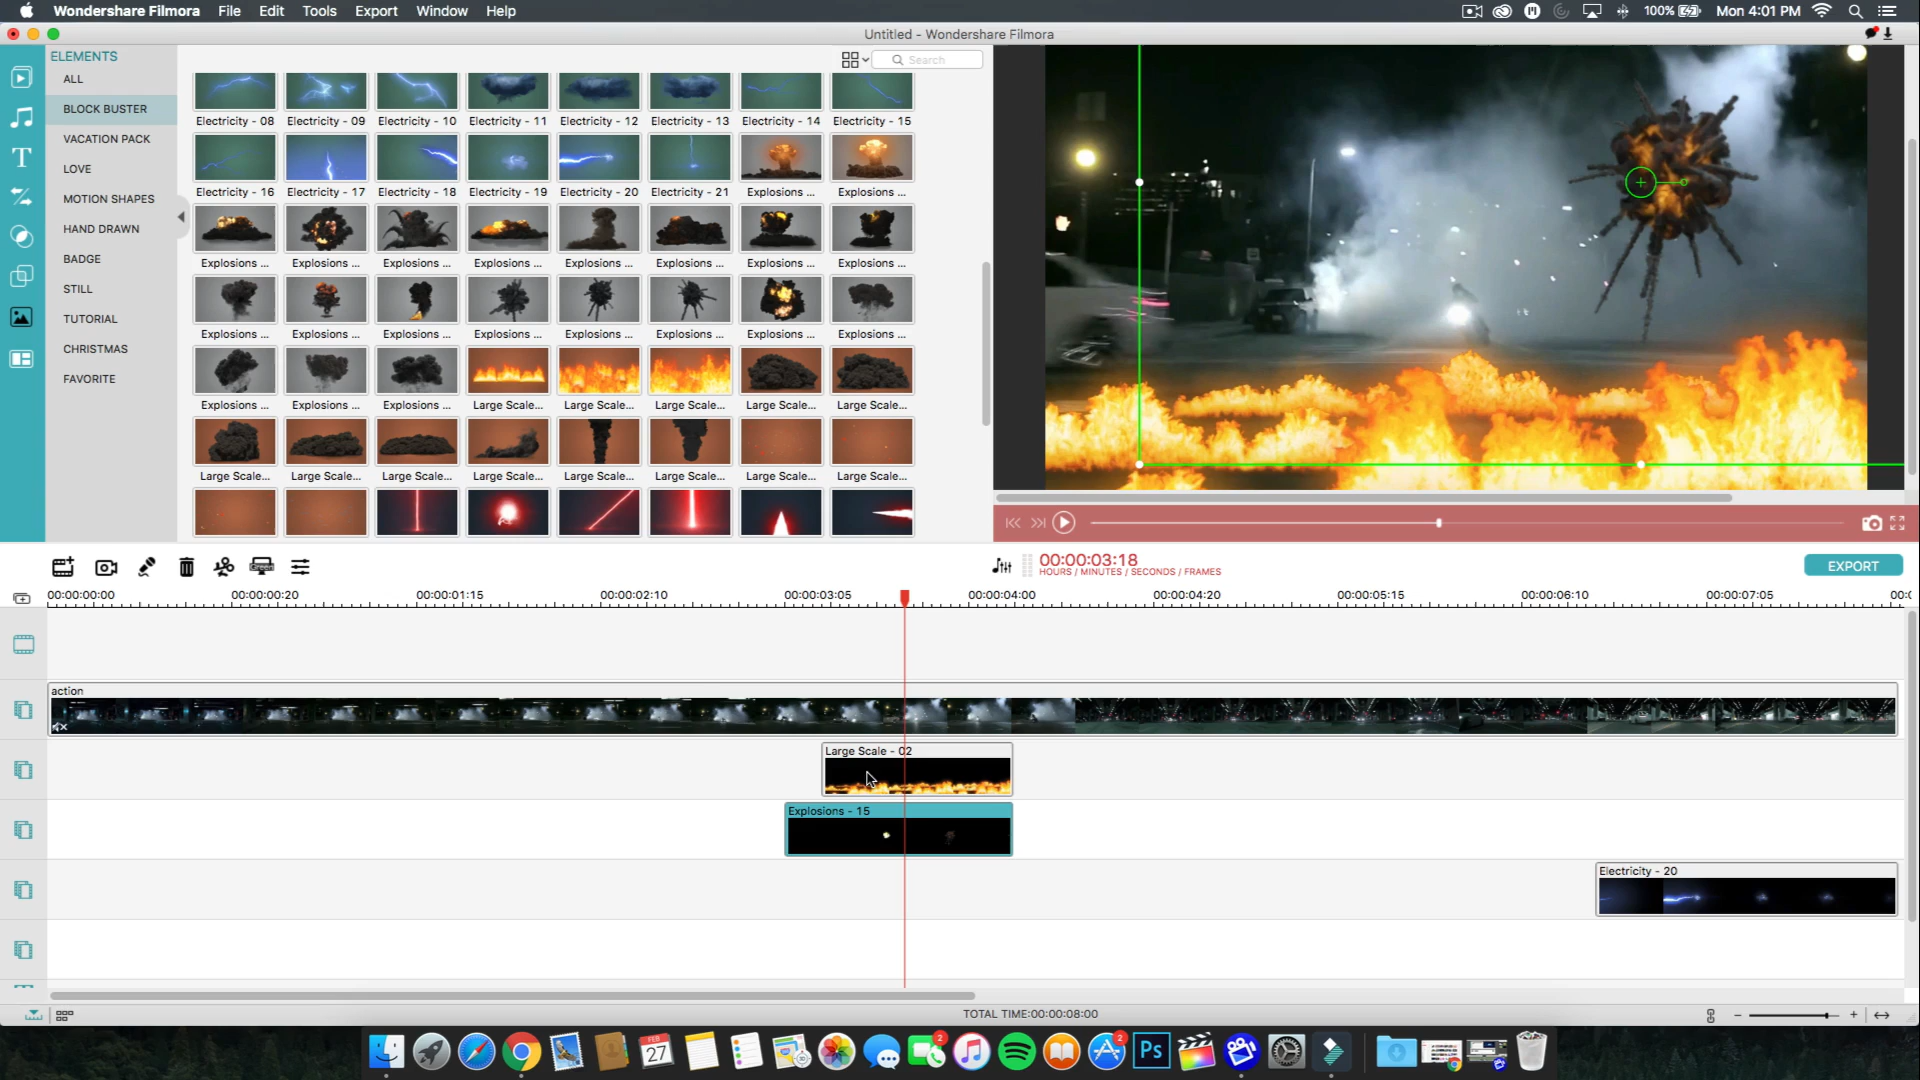 Wondershare Filmora File Edit Tools Export Window Help 100% Mon 4:01 PM
Untitled - Wondershare Filmora
ELEMENTS
ALL
BLOCK BUSTER
VACATION PACK
LOVE
MOTION SHAPES
HAND DRAWN
BADGE
STILL
TUTORIAL
CHRISTMAS
FAVORITE
Search
Electricity - 08 Electricity - 09 Electricity - 10 Electricity - 11 Electricity - 12 Electricity - 13 Electricity - 14 Electricity - 15
Electricity - 16 Electricity - 17 Electricity - 18 Electricity - 19 Electricity - 20 Electricity - 21 Explosions ... Explosions ...
Explosions ... Explosions ... Explosions ... Explosions ... Explosions ... Explosions ... Explosions ... Explosions ...
Explosions ... Explosions ... Explosions ... Explosions ... Explosions ... Explosions ... Explosions ... Explosions ...
Explosions ... Explosions ... Explosions ... Large Scale... Large Scale... Large Scale... Large Scale... Large Scale...
Large Scale... Large Scale... Large Scale... Large Scale... Large Scale... Large Scale... Large Scale... Large Scale...
00:00:03:18
HOURS / MINUTES / SECONDS / FRAMES
EXPORT
00:00:00:00 00:00:00:20 00:00:01:15 00:00:02:10 00:00:03:05 00:00:04:00 00:00:04:20 00:00:05:15 00:00:06:10 00:00:07:05
action
Large Scale - 02
Explosions - 15
Electricity - 20
TOTAL TIME:00:00:08:00
FEB
27
2
2
Ps